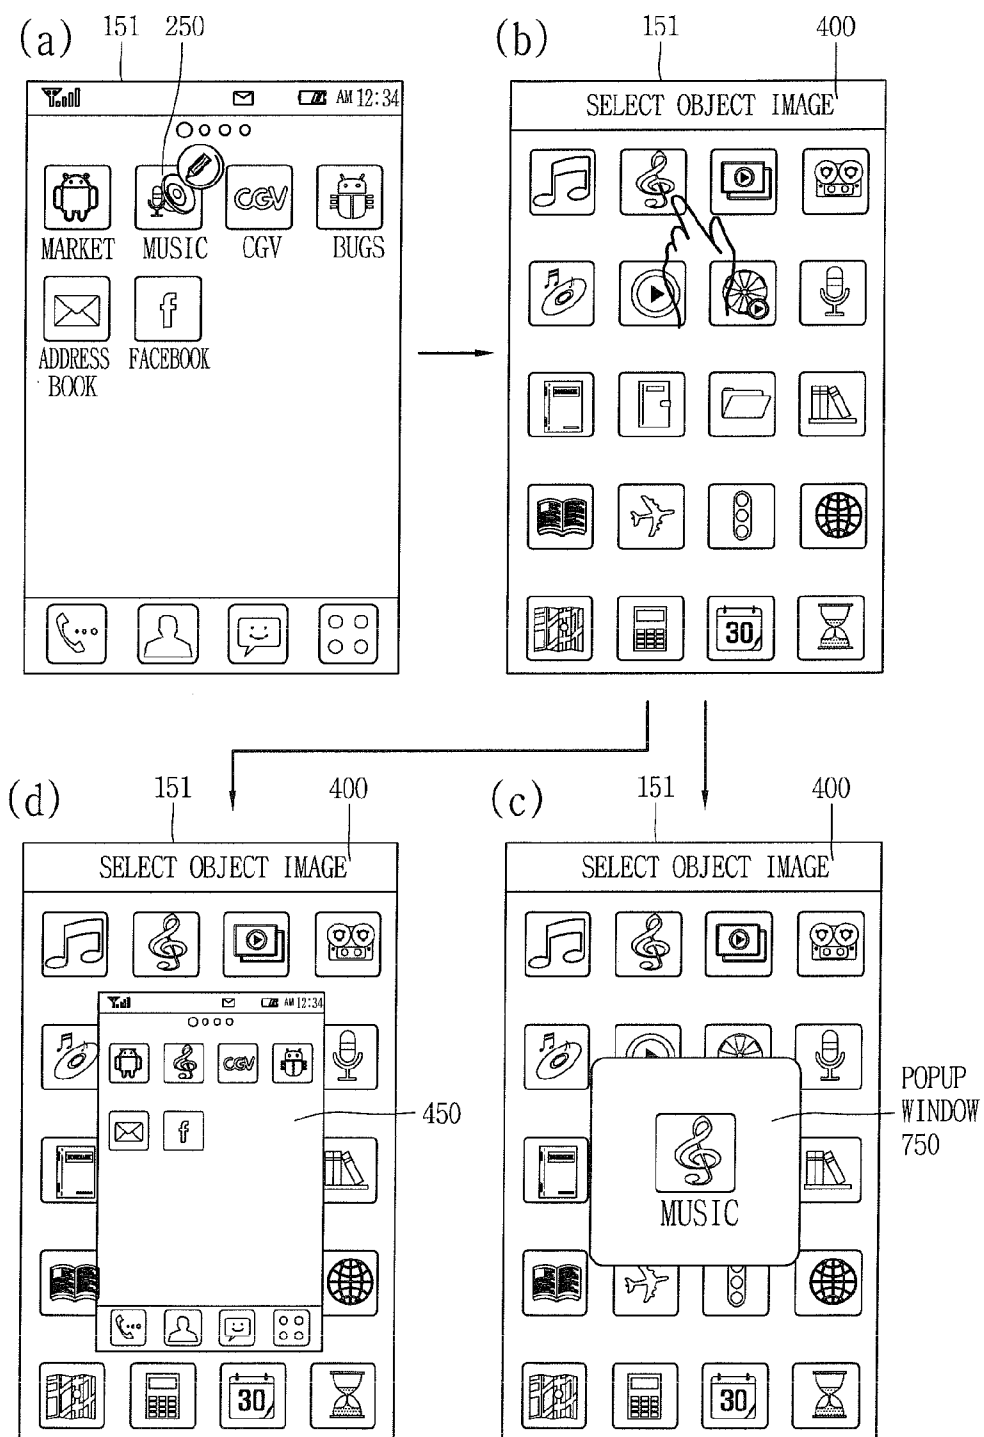 (a)
151
250
AM 12:34
CGV
MARKET
MUSIC
CGV
BUGS
f
ADDRESS
BOOK
FACEBOOK
(b)
151
400
SELECT OBJECT IMAGE
30
(d)
151
400
SELECT OBJECT IMAGE
AM 12:34
CGV
f
450
30
(c)
151
400
SELECT OBJECT IMAGE
MUSIC
POPUP
WINDOW
750
30